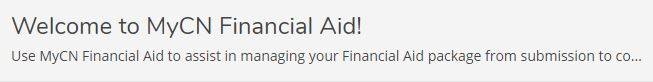 Welcome to MyCN Financial Aid!
Use MyCN Financial Aid to assist in managing your Financial Aid package from submission to co...